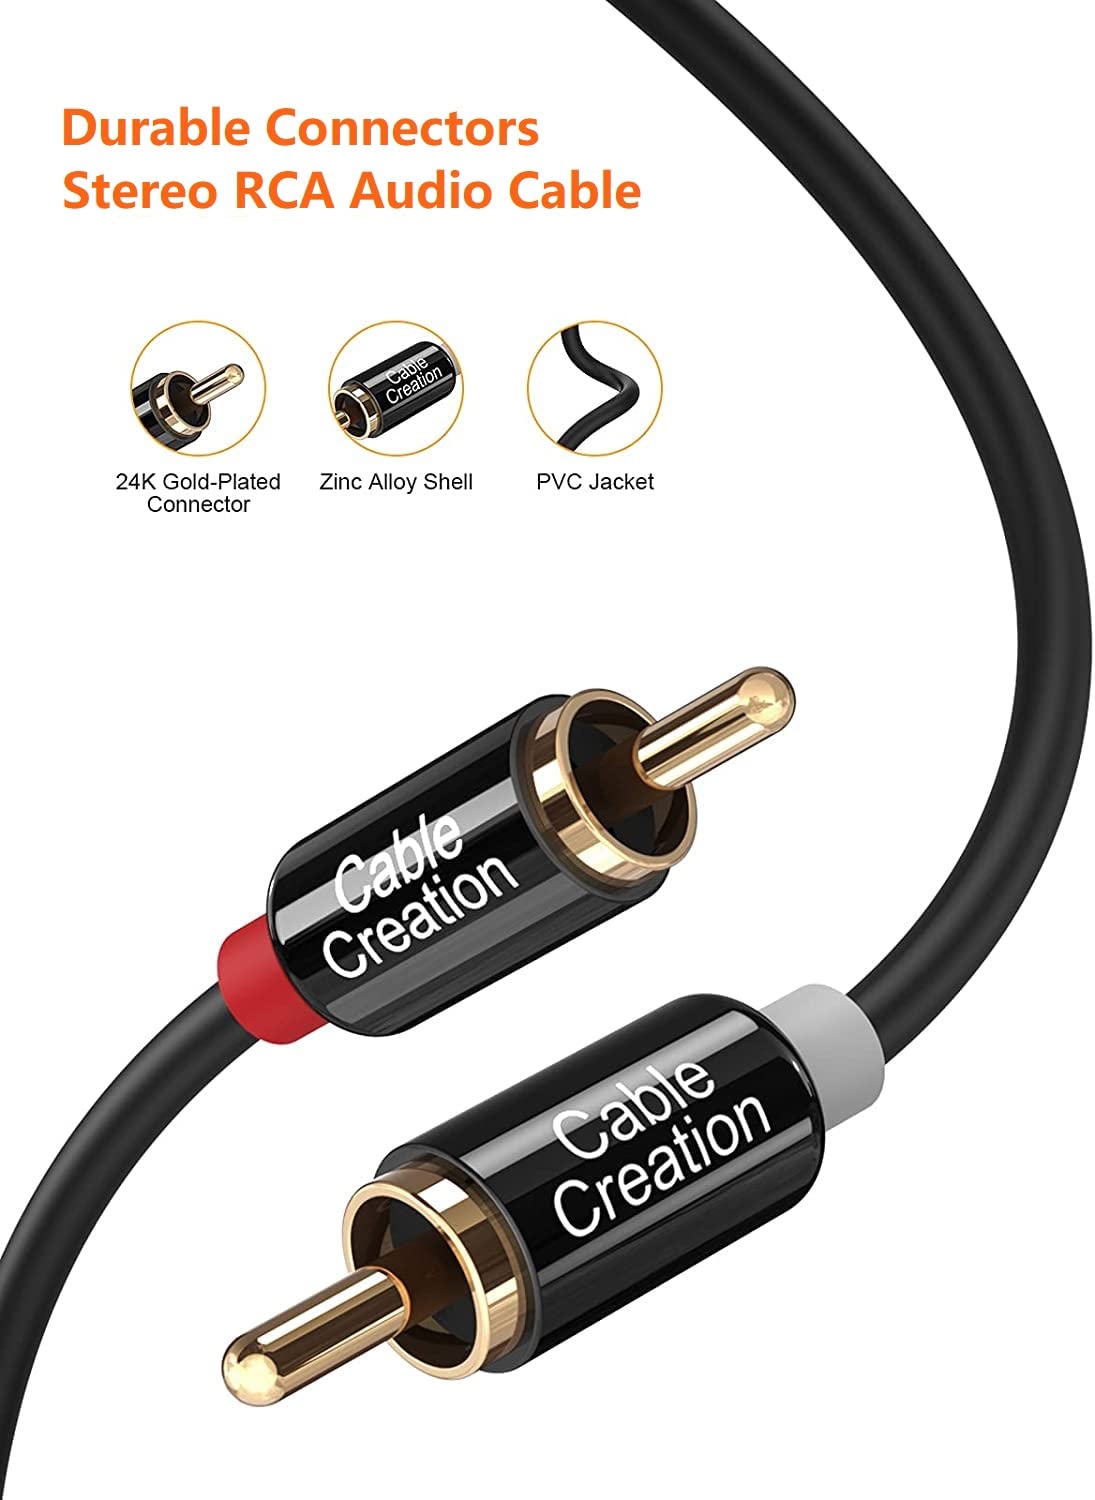 Durable Connectors
Stereo RCA Audio Cable
Cable
Creation
24K Gold-Plated
Connector
Zinc Alloy Shell
PVC Jacket
Cable
Creation
Cable
Creation